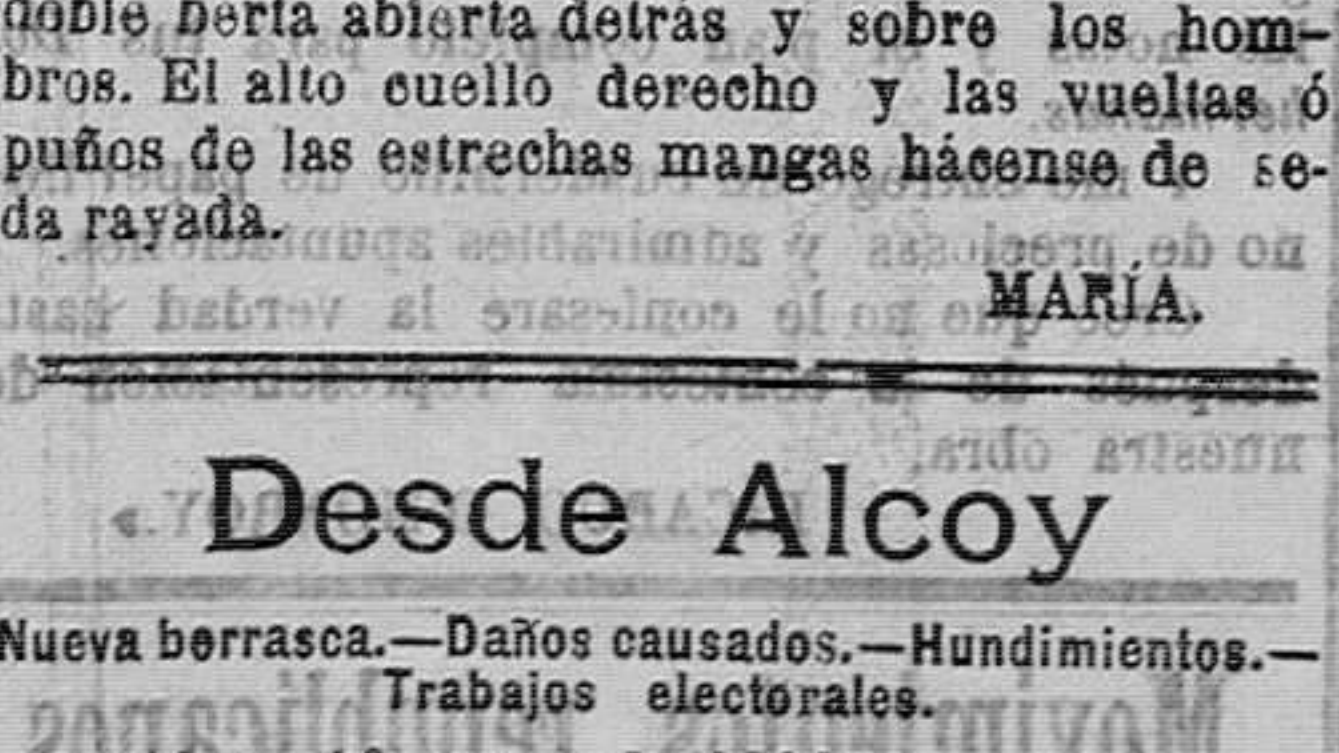 doble berta abierta detrás y sobre los hom-
bros. El alto cuello derecho y las vueltas ó
puños de las estrechas mangas hácense de se-
da rayada.
MARÍA.
Desde Alcoy
Nueva borrasca.—Daños causados.—Hundimientos.—
Trabajos electorales.